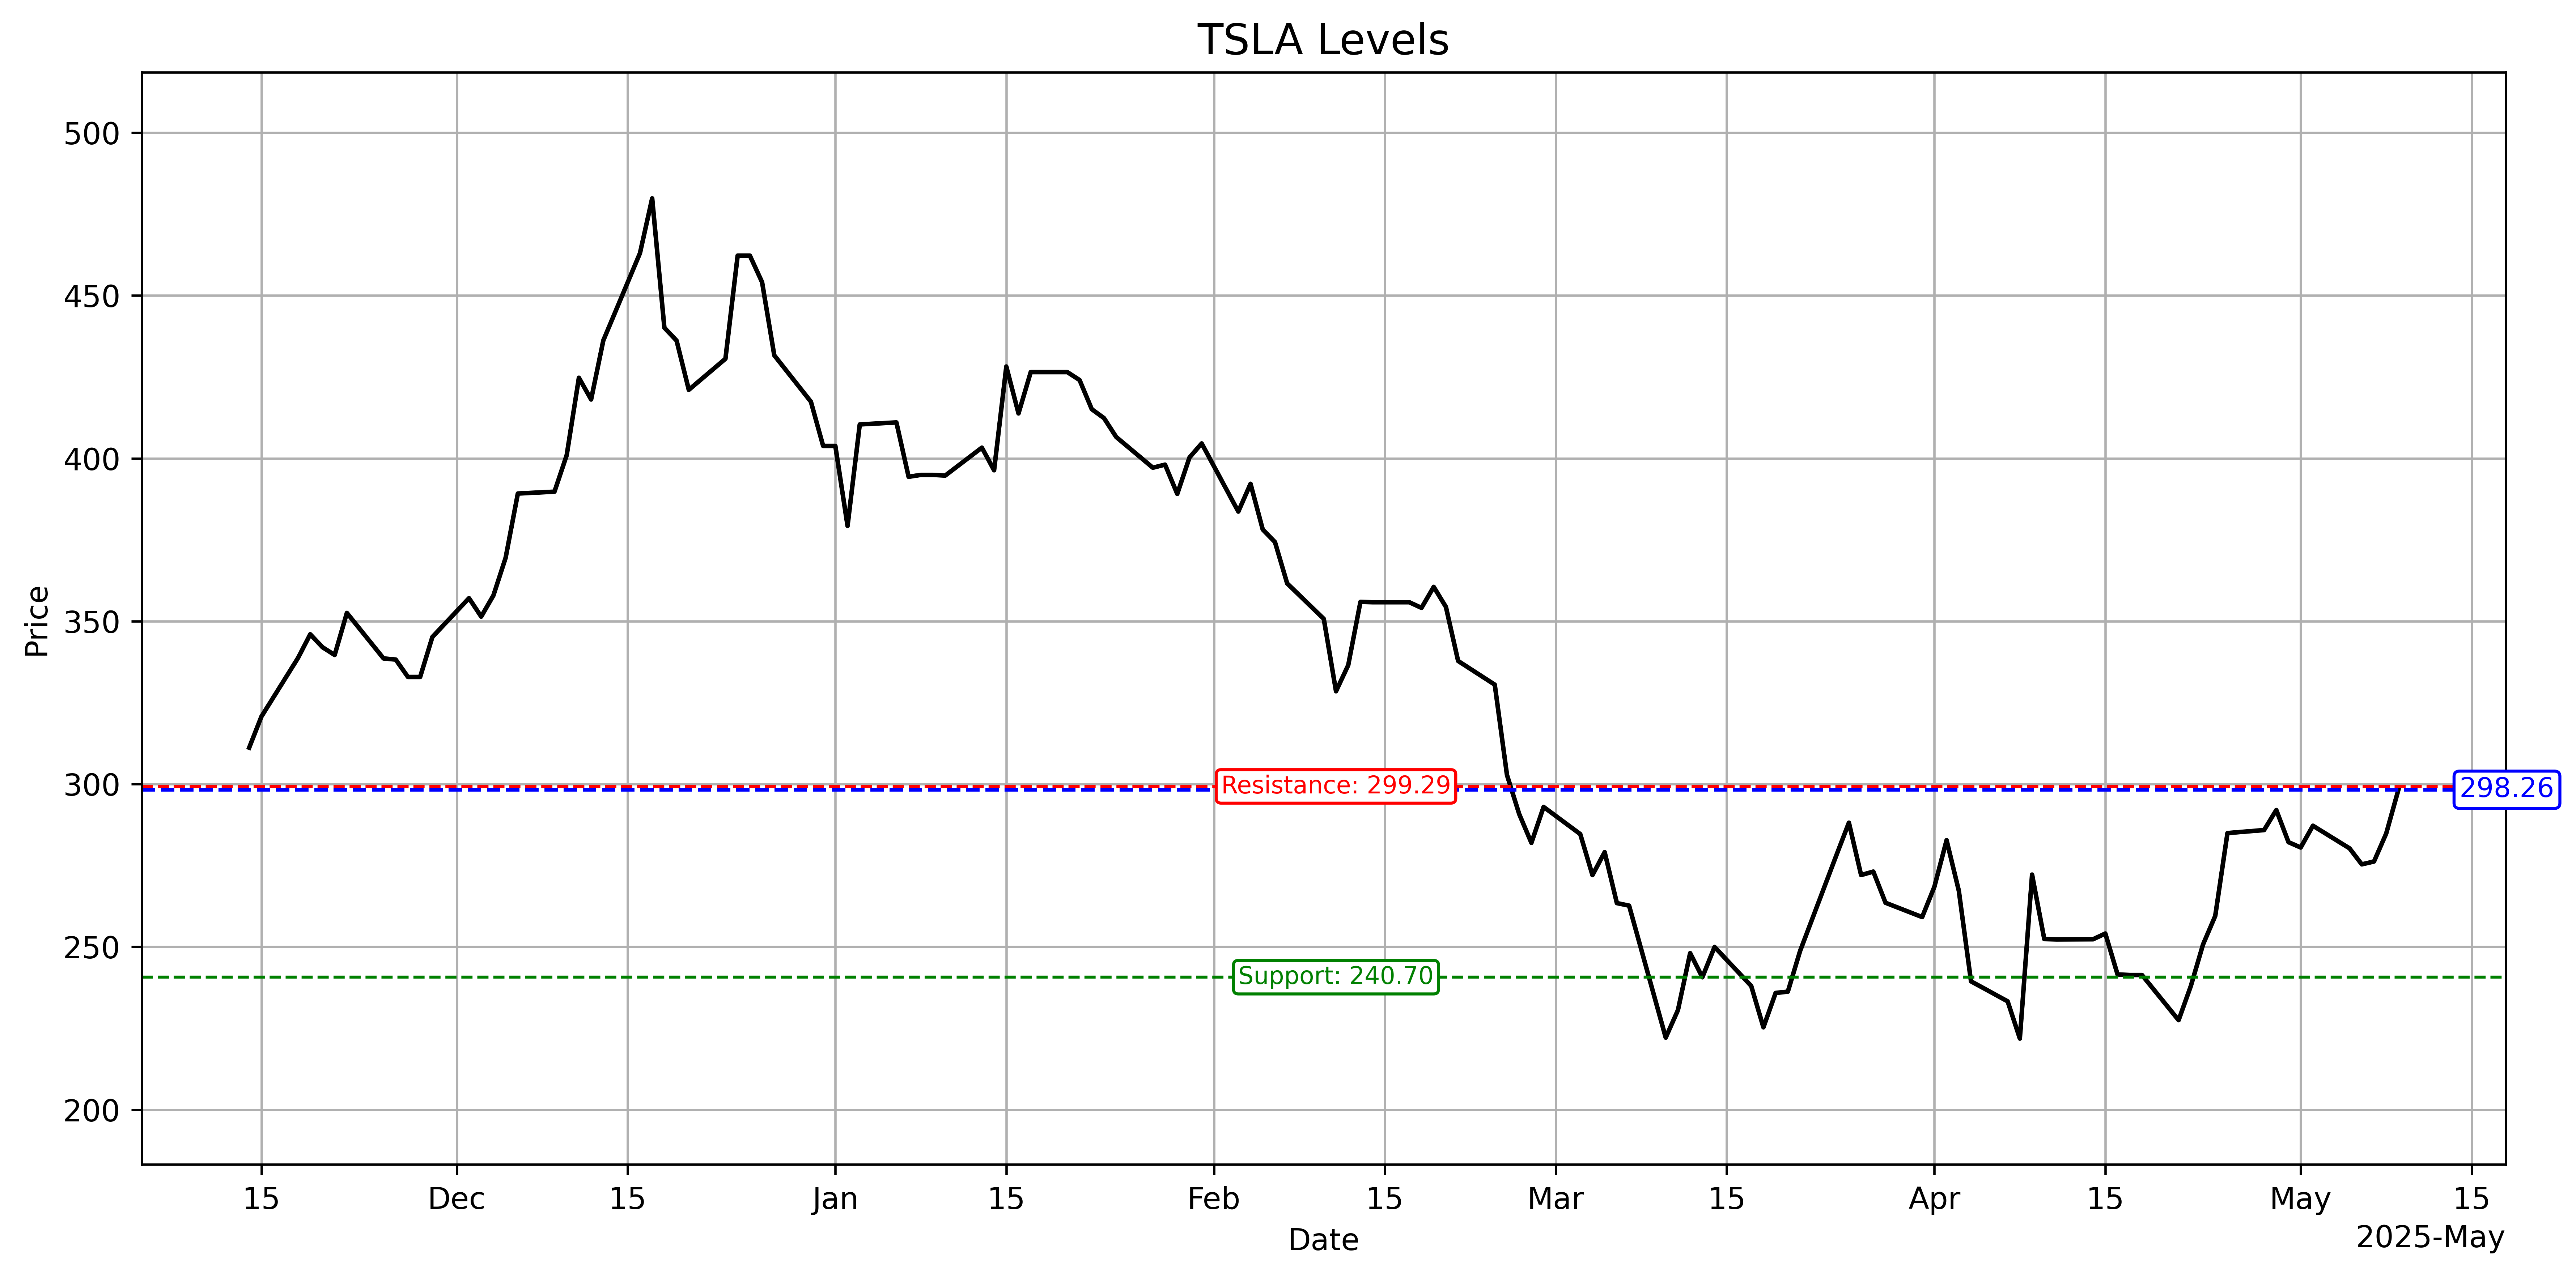 TSLA Levels
Price
500
450
400
350
300
250
200
Resistance: 299.29
298.26
Support: 240.70
15 Dec 15 Jan 15 Feb 15 Mar 15 Apr 15 May 15
Date
2025-May